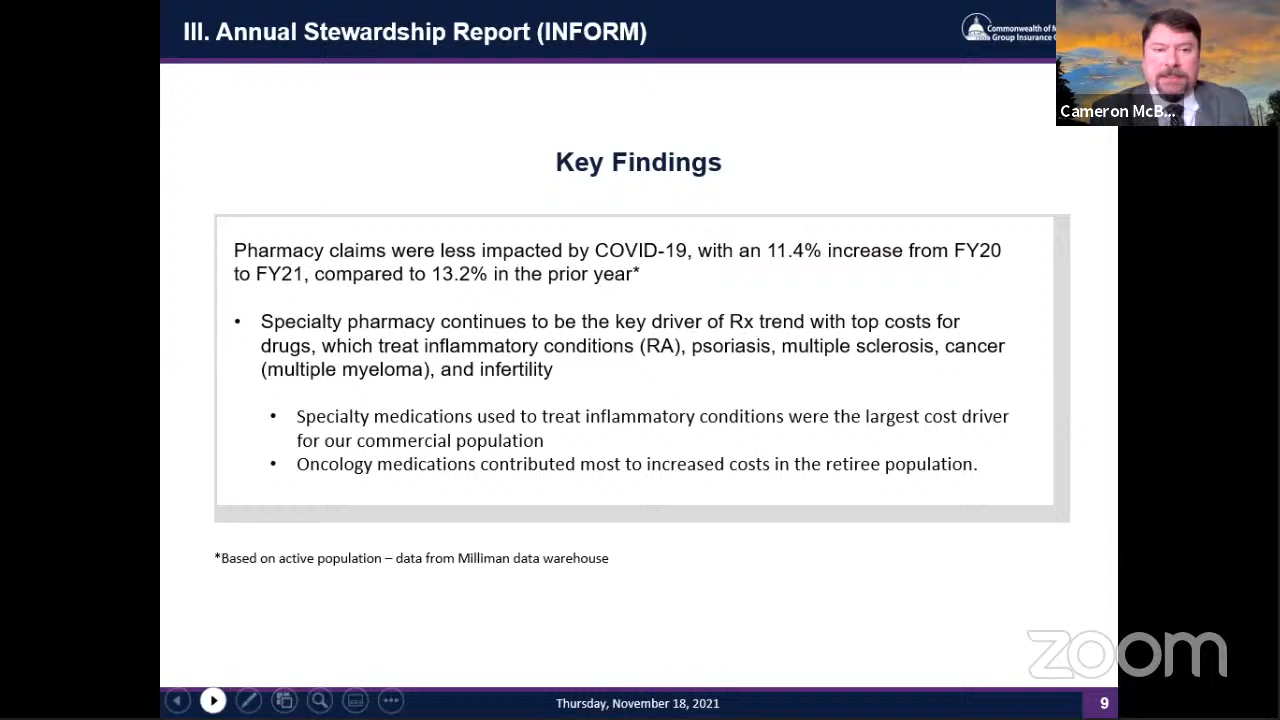 III. Annual Stewardship Report (INFORM)
Commonwealth of M
Group Insurance C
Cameron McB...
Key Findings
Pharmacy claims were less impacted by COVID-19, with an 11.4% increase from FY20
to FY21, compared to 13.2% in the prior year*
• Specialty pharmacy continues to be the key driver of Rx trend with top costs for
drugs, which treat inflammatory conditions (RA), psoriasis, multiple sclerosis, cancer
(multiple myeloma), and infertility
• Specialty medications used to treat inflammatory conditions were the largest cost driver
for our commercial population
• Oncology medications contributed most to increased costs in the retiree population.
*Based on active population – data from Milliman data warehouse
zoom
Thursday, November 18, 2021
9